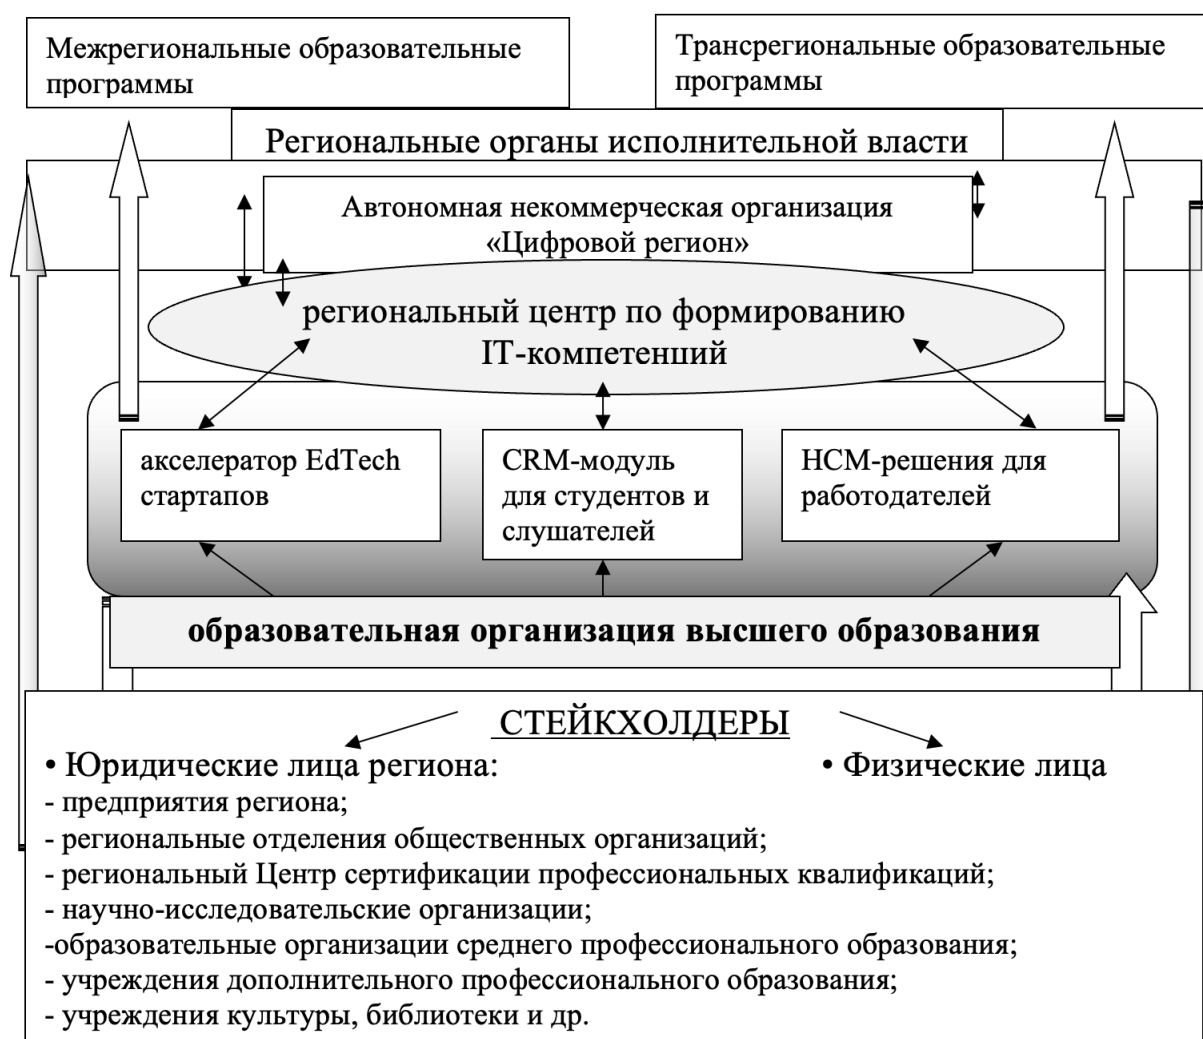 Межрегиональные образовательные
программы
Трансрегиональные образовательные
программы
Региональные органы исполнительной власти
Автономная некоммерческая организация
«Цифровой регион»
региональный центр по формированию
IT-компетенций
акселератор EdTech
стартапов
CRM-модуль
для студентов и
слушателей
HCM-решения для
работодателей
образовательная организация высшего образования
СТЕЙКХОЛДЕРЫ
• Юридические лица региона:
• Физические лица
- предприятия региона;
- региональные отделения общественных организаций;
- региональный Центр сертификации профессиональных квалификаций;
- научно-исследовательские организации;
-образовательные организации среднего профессионального образования;
- учреждения дополнительного профессионального образования;
- учреждения культуры, библиотеки и др.